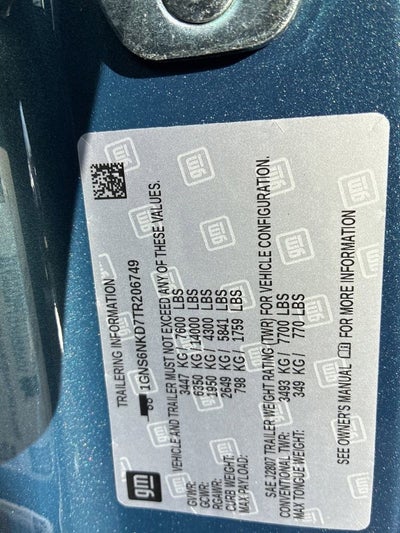 gm
TRAILERING INFORMATION
1GNS6NKD7TR206749
VEHICLE AND TRAILER MUST NOT EXCEED ANY OF THESE VALUES.
GVWR: 3447 KG / 7600 LBS
GCWR: 6350 KG / 14000 LBS
RGAWR: 1950 KG / 4300 LBS
CURB WEIGHT: 2649 KG / 5841 LBS
MAX PAYLOAD: 798 KG / 1759 LBS
SAE J2807 TRAILER WEIGHT RATING (TWR) FOR VEHICLE CONFIGURATION.
CONVENTIONAL TWR: 3493 KG / 7700 LBS
MAX TONGUE WEIGHT: 349 KG / 770 LBS
SEE OWNER'S MANUAL FOR MORE INFORMATION